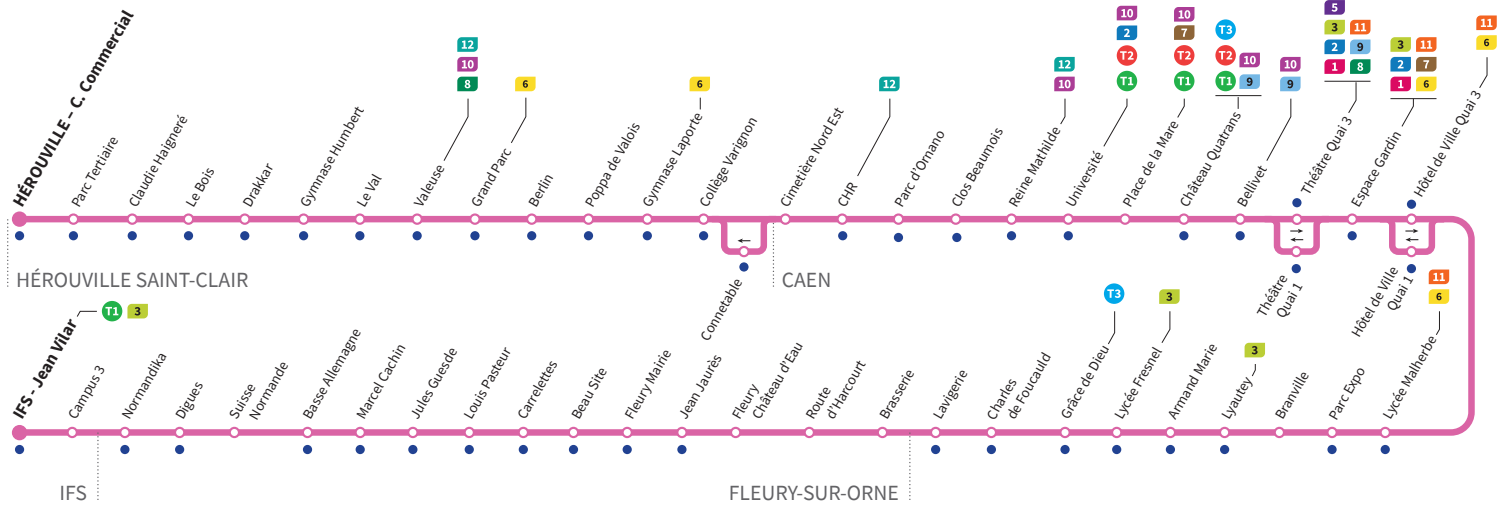 HÉROUVILLE – C. Commercial
Parc Tertiaire
Claudie Haigneré
Le Bois
Drakkar
Gymnase Humbert
Le Val
Valeuse
12
10
8
Grand Parc
6
Berlin
Poppa de Valois
Gymnase Laporte
6
Collège Varignon
Connetable
Cimetière Nord Est
CHR
12
Parc d'Ornano
Clos Beaumois
Reine Mathilde
12
10
Université
10
2
T2
T1
Place de la Mare
10
7
T2
T1
Château Quatrans
T3
T2 10
T1 9
Bellivet
10
9
Théâtre Quai 3
5
3 11
2 9
1 8
Théâtre
Quai 1
Espace Gardin
3 11
2 7
1 6
Hôtel de Ville Quai 3
11
6
Hôtel de Ville
Quai 1
HÉROUVILLE SAINT-CLAIR
CAEN
IFS - Jean Vilar
T1 3
Campus 3
Normandika
Digues
Suisse
Normande
Basse Allemagne
Marcel Cachin
Jules Guesde
Louis Pasteur
Carrelettes
Beau Site
Fleury Mairie
Jean Jaurès
Fleury
Château d'Eau
Route
d'Harcourt
Brasserie
Lavigerie
Charles
de Foucauld
Grâce de Dieu
T3
Lycée Fresnel
3
Armand Marie
Lyautey
3
Branville
Parc Expo
Lycée Malherbe
11
6
IFS
FLEURY-SUR-ORNE